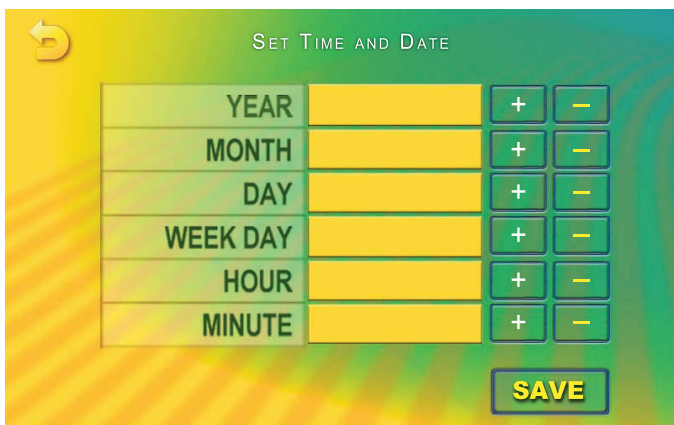 SET TIME AND DATE
YEAR + −
MONTH + −
DAY + −
WEEK DAY + −
HOUR + −
MINUTE + −
SAVE